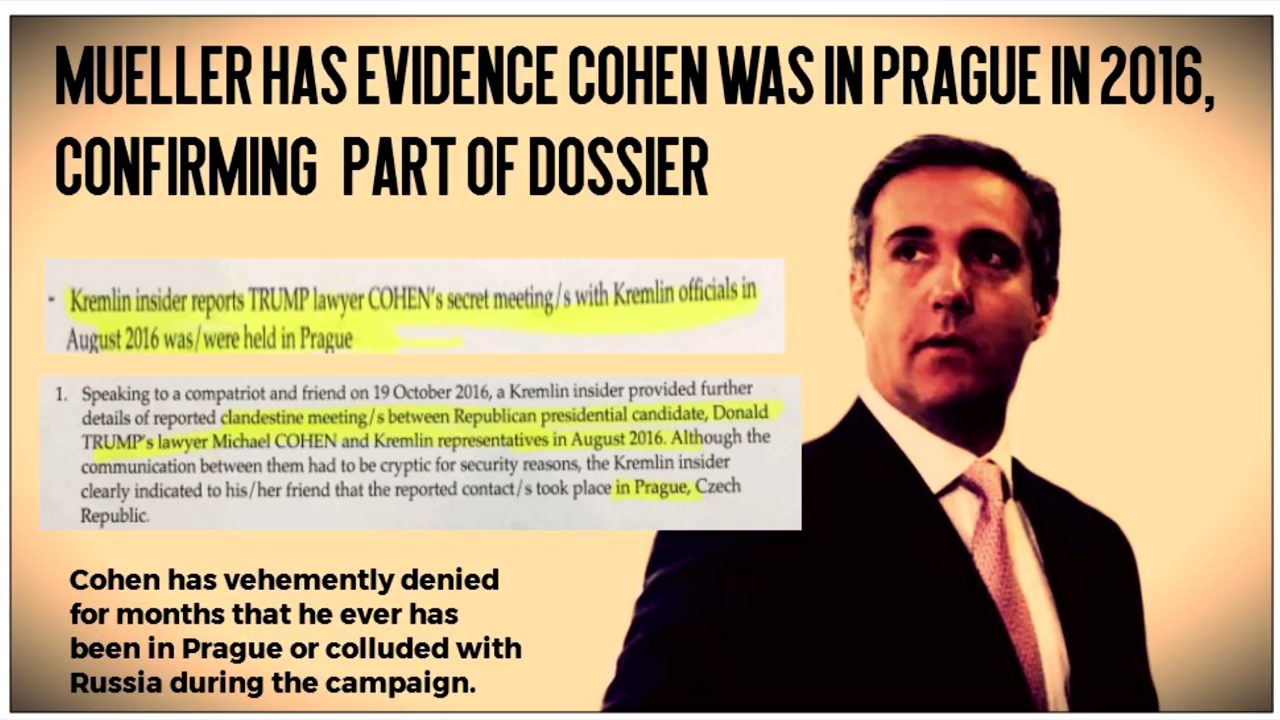 MUELLER HAS EVIDENCE COHEN WAS IN PRAGUE IN 2016,
CONFIRMING PART OF DOSSIER
- Kremlin insider reports TRUMP lawyer COHEN's secret meeting/s with Kremlin officials in
August 2016 was/were held in Prague
1. Speaking to a compatriot and friend on 19 October 2016, a Kremlin insider provided further
details of reported clandestine meeting/s between Republican presidential candidate, Donald
TRUMP's lawyer Michael COHEN and Kremlin representatives in August 2016. Although the
communication between them had to be cryptic for security reasons, the Kremlin insider
clearly indicated to his/her friend that the reported contact/s took place in Prague, Czech
Republic.
Cohen has vehemently denied
for months that he ever has
been in Prague or colluded with
Russia during the campaign.